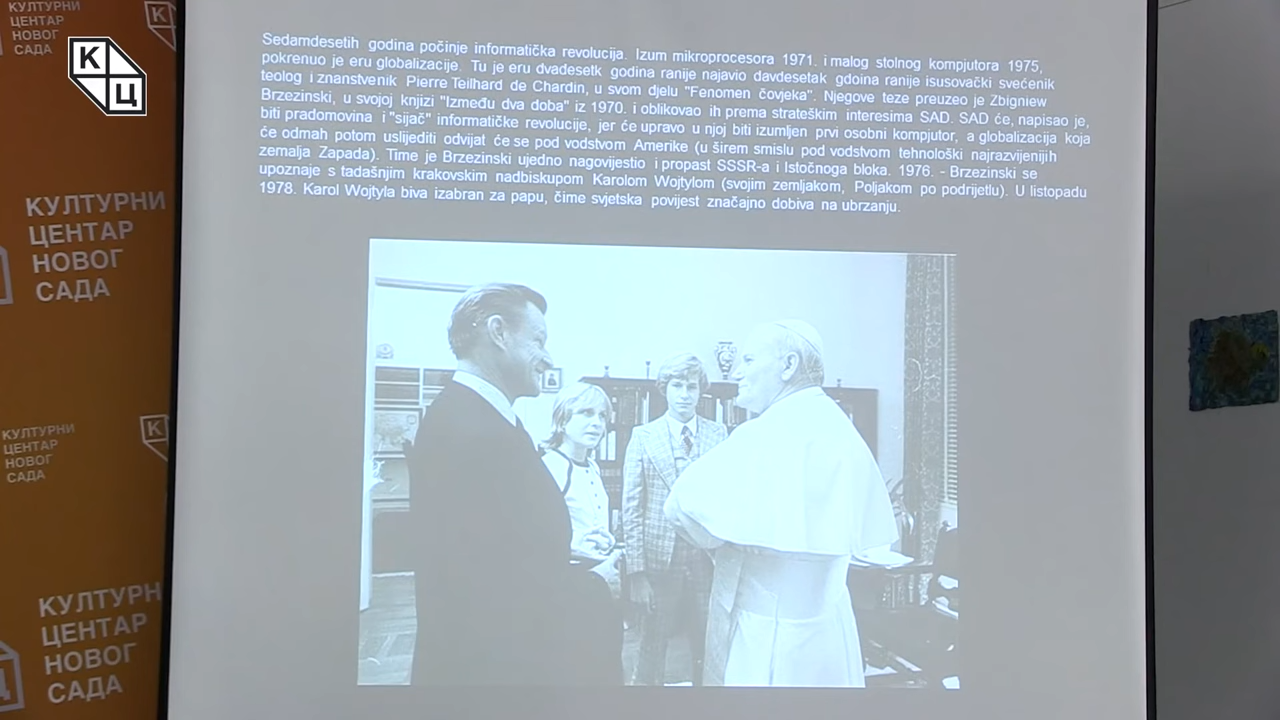 КУЛТУРНИ
ЦЕНТАР
НОВОГ
САДА
К
К
Ц
Sedamdesetih godina počinje informatička revolucija. Izum mikroprocesora 1971. i malog stolnog kompjutora 1975,
pokrenuo je eru globalizacije. Tu je eru dvadesetk godina ranije najavio davdesetak gdoina ranije isusovački svećenik
teolog i znanstvenik Pierre Teilhard de Chardin, u svom djelu "Fenomen čovjeka". Njegove teze preuzeo je Zbigniew
Brzezinski, u svojoj knjizi "Između dva doba" iz 1970. i oblikovao ih prema strateškim interesima SAD. SAD će, napisao je,
biti pradomovina i "sijač" informatičke revolucije, jer će upravo u njoj biti izumljen prvi osobni kompjutor, a globalizacija koja
će odmah potom uslijediti odvijat će se pod vodstvom Amerike (u širem smislu pod vodstvom tehnološki najrazvijenijih
zemalja Zapada). Time je Brzezinski ujedno nagovijestio i propast SSSR-a i Istočnoga bloka. 1976. - Brzezinski se
upoznaje s tadašnjim krakovskim nadbiskupom Karolom Wojtylom (svojim zemljakom, Poljakom po podrijetlu). U listopadu
1978. Karol Wojtyla biva izabran za papu, čime svjetska povijest značajno dobiva na ubrzanju.
КУЛТУРНИ
ЦЕНТАР
НОВОГ
САДА
КУЛТУРНИ
ЦЕНТАР
НОВОГ
САДА
К
КУЛТУРН
ЦЕНТАР
НОВОГ
САДА
Ц